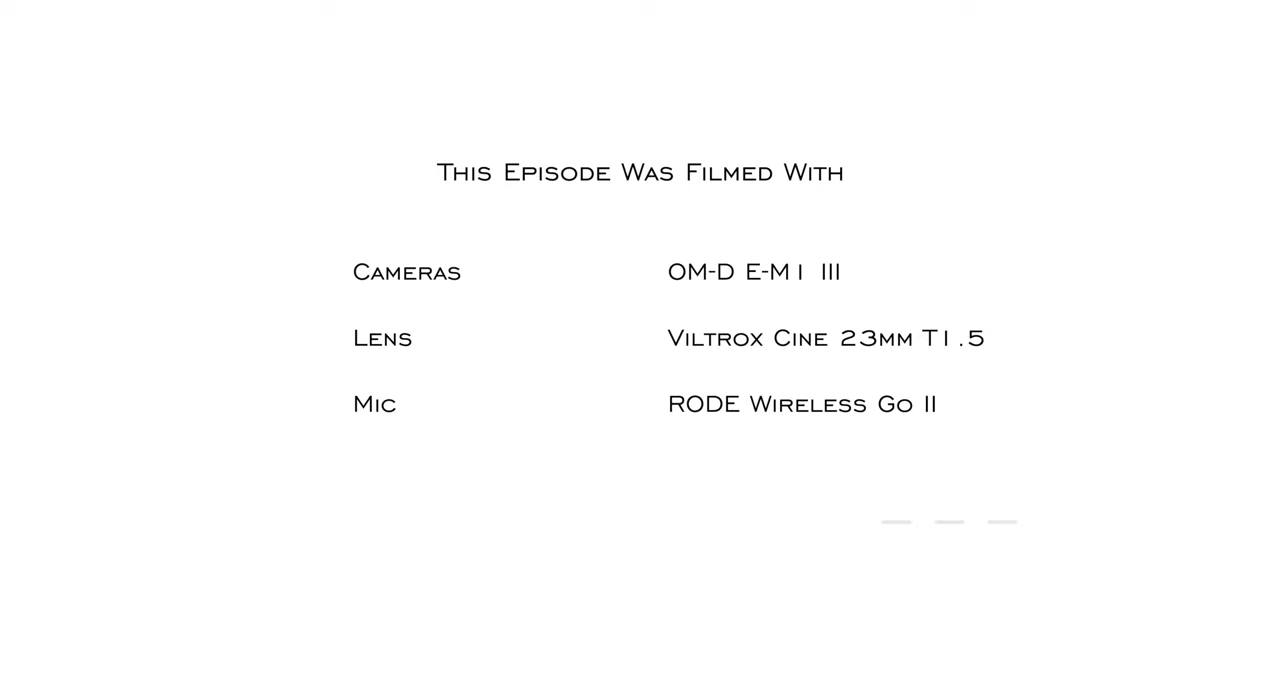 This Episode Was Filmed With
Cameras OM-D E-M1 III
Lens Viltrox Cine 23mm T1.5
Mic RODE Wireless Go II